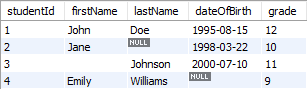 studentId firstName lastName dateOfBirth grade
1 John Doe 1995-08-15 12
2 Jane NULL 1998-03-22 10
3 Johnson 2000-07-10 11
4 Emily Williams NULL 9